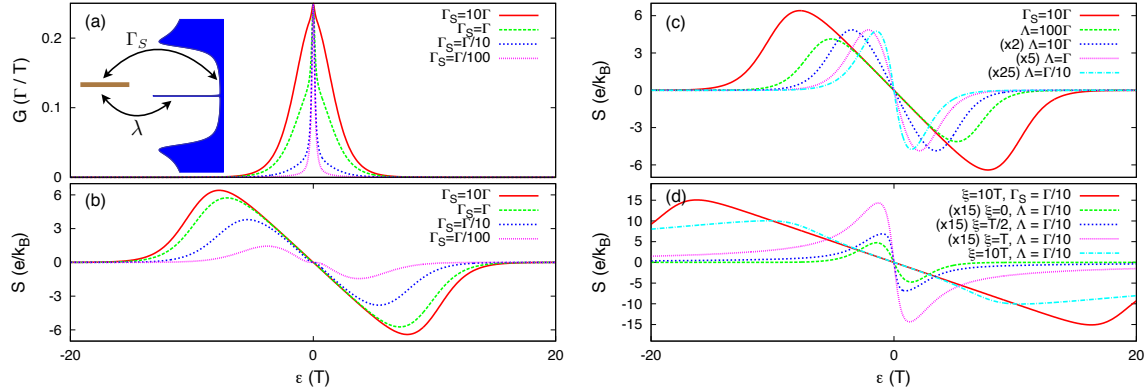 (a)
Γ_S=10Γ
Γ_S=Γ
Γ_S=Γ/10
Γ_S=Γ/100
Γ_S
λ
G (Γ / T)
0.2
0.1
0
(b)
Γ_S=10Γ
Γ_S=Γ
Γ_S=Γ/10
Γ_S=Γ/100
S (e/k_B)
6
3
0
-3
-6
-20
0
20
ε (T)
(c)
Γ_S=10Γ
Λ=100Γ
(x2) Λ=10Γ
(x5) Λ=Γ
(x25) Λ=Γ/10
S (e/k_B)
6
3
0
-3
-6
(d)
ξ=10T, Γ_S = Γ/10
(x15) ξ=0, Λ = Γ/10
(x15) ξ=T/2, Λ = Γ/10
(x15) ξ=T, Λ = Γ/10
ξ=10T, Λ = Γ/10
S (e/k_B)
15
10
5
0
-5
-10
-15
-20
0
20
ε (T)